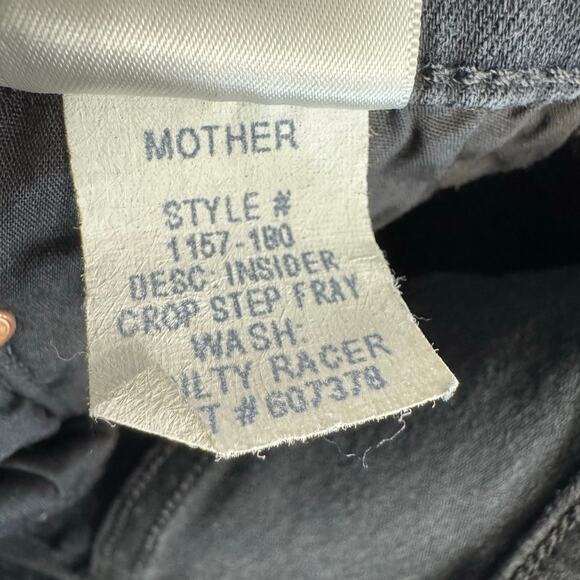 MOTHER
STYLE #
1157-180
DESC: INSIDER
CROP STEP FRAY
WASH:
ILTY RACER
T # 607378